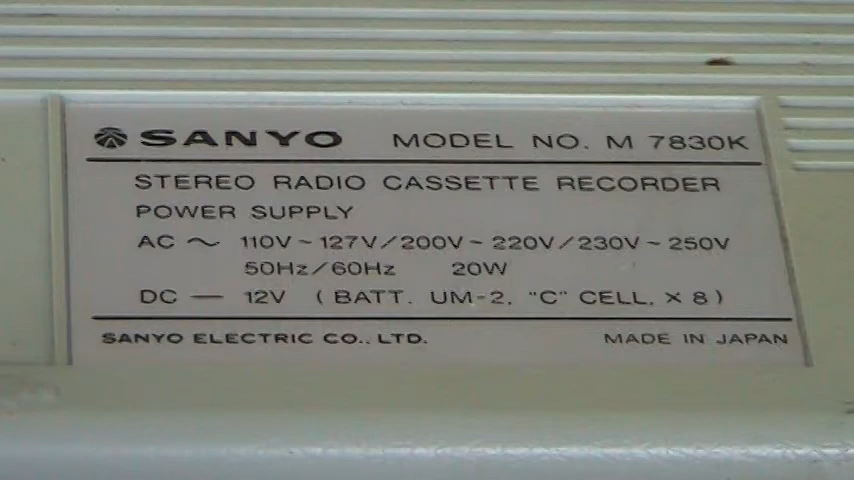 SANYO MODEL NO. M 7830K
STEREO RADIO CASSETTE RECORDER
POWER SUPPLY
AC ~ 110V ~ 127V/200V ~ 220V/230V ~ 250V
50Hz/60Hz 20W
DC — 12V (BATT. UM-2, "C" CELL, × 8)
SANYO ELECTRIC CO., LTD. MADE IN JAPAN